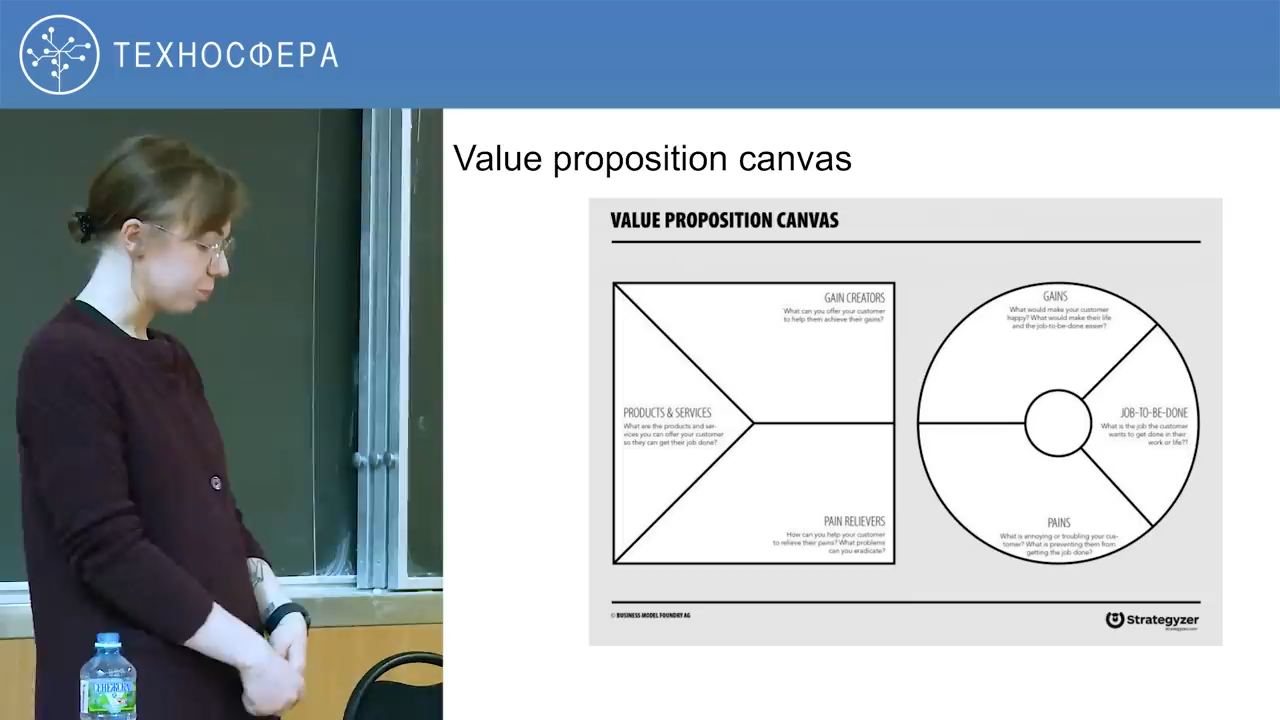 ТЕХНОСФЕРА
Value proposition canvas
VALUE PROPOSITION CANVAS
GAIN CREATORS
What can you offer your customer
to help them achieve their gains?
PRODUCTS & SERVICES
What are the products and ser-
vices you can offer your customer
so they can get their job done?
PAIN RELIEVERS
How can you help your customer
to relieve their pains? What problems
can you eradicate?
GAINS
What would make your customer
happy? What would make their life
and the job-to-be-done easier?
JOB-TO-BE-DONE
What is the job the customer
wants to get done in their
work or life??
PAINS
What is annoying or troubling your cus-
tomer? What is preventing them from
getting the job done?
© BUSINESS MODEL FOUNDRY AG
Strategyzer
strategyzer.com